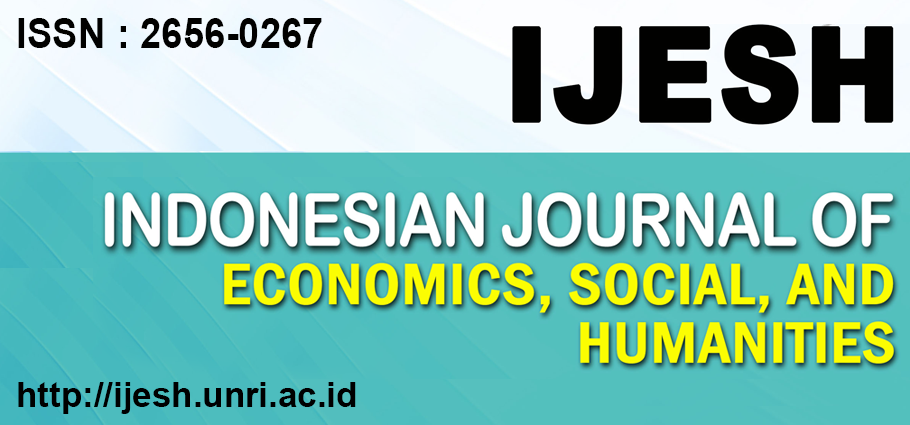 ISSN : 2656-0267
IJESH
INDONESIAN JOURNAL OF
ECONOMICS, SOCIAL, AND
HUMANITIES
http://ijesh.unri.ac.id